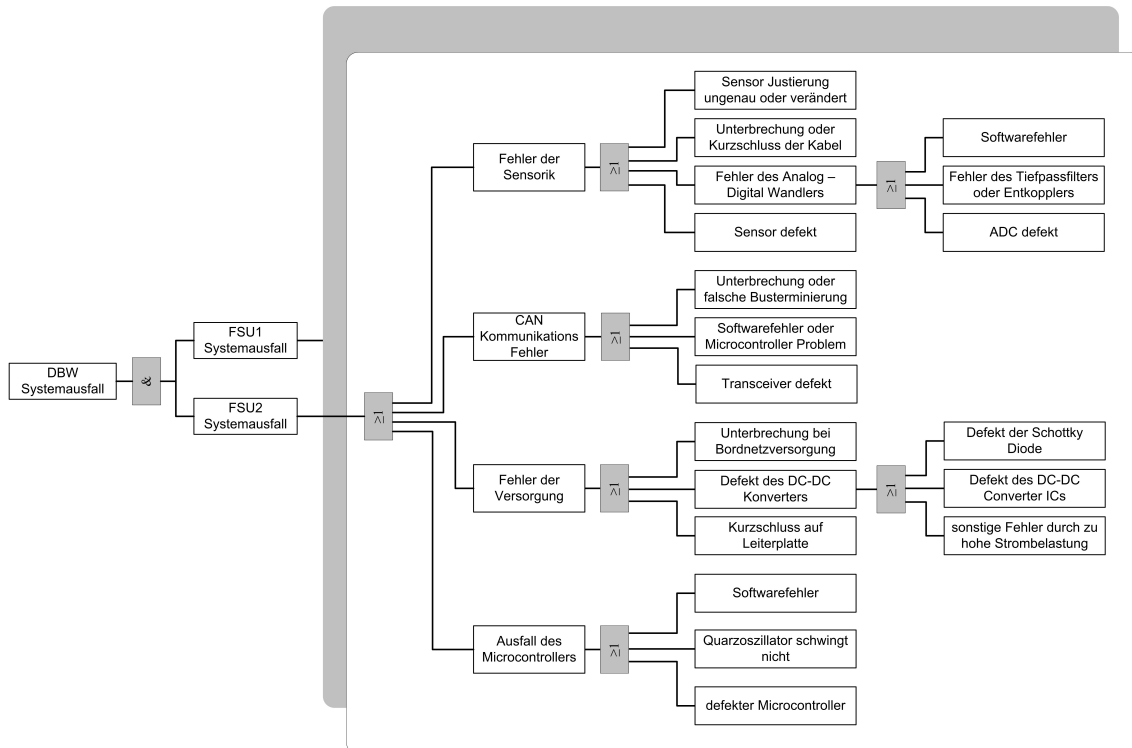 DBW
Systemausfall
&
FSU1
Systemausfall
FSU2
Systemausfall
≥1
Fehler der
Sensorik
≥1
Sensor Justierung
ungenau oder verändert
Unterbrechung oder
Kurzschluss der Kabel
Fehler des Analog –
Digital Wandlers
Sensor defekt
≥1
Softwarefehler
Fehler des Tiefpassfilters
oder Entkopplers
ADC defekt
CAN
Kommunikations
Fehler
≥1
Unterbrechung oder
falsche Busterminierung
Softwarefehler oder
Microcontroller Problem
Transceiver defekt
Fehler der
Versorgung
≥1
Unterbrechung bei
Bordnetzversorgung
Defekt des DC-DC
Konverters
Kurzschluss auf
Leiterplatte
≥1
Defekt der Schottky
Diode
Defekt des DC-DC
Converter ICs
sonstige Fehler durch zu
hohe Strombelastung
Ausfall des
Microcontrollers
≥1
Softwarefehler
Quarzoszillator schwingt
nicht
defekter Microcontroller